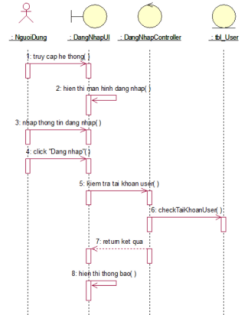 : NguoiDung
: DangNhapUI
: DangNhapController
: tbl_User
1: truy cap he thong( )
2: hien thi man hinh dang nhap( )
3: nhap thong tin dang nhap( )
4: click "Dang nhap"( )
5: kiem tra tai khoan user( )
6: checkTaiKhoanUser( )
7: return ket qua
8: hien thi thong bao( )